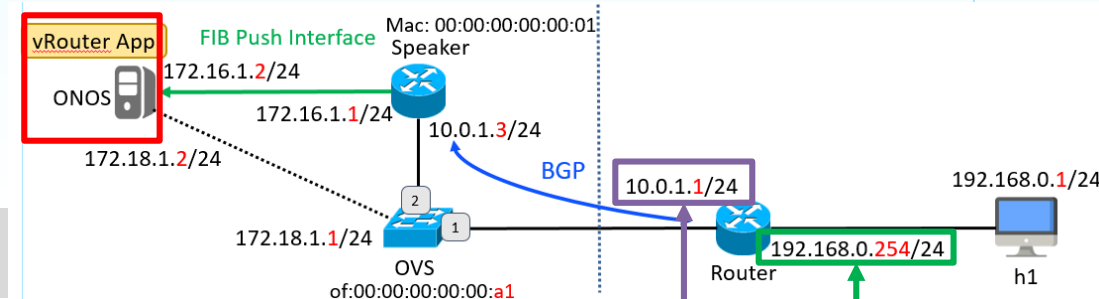 Mac: 00:00:00:00:00:01
vRouter App
FIB Push Interface
Speaker
172.16.1.2/24
ONOS
172.16.1.1/24
10.0.1.3/24
172.18.1.2/24
BGP
10.0.1.1/24
192.168.0.1/24
2
1
172.18.1.1/24
192.168.0.254/24
OVS
Router
h1
of:00:00:00:00:00:a1